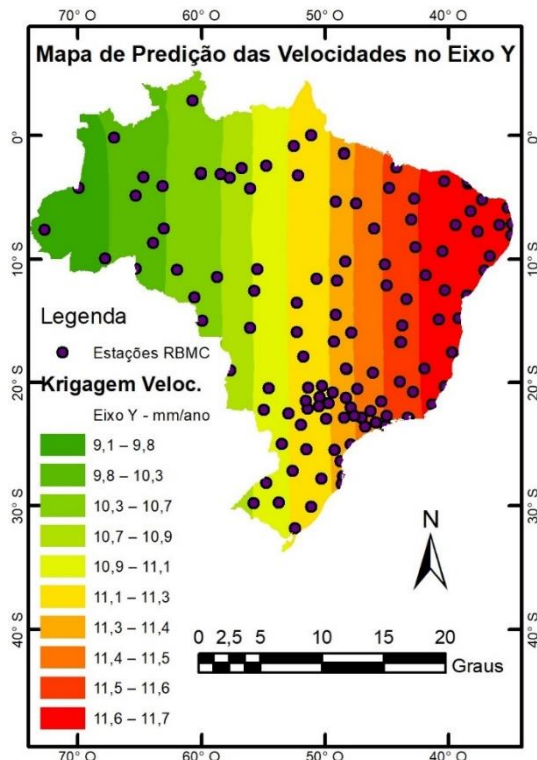 Mapa de Predição das Velocidades no Eixo Y
0°
10° S
20° S
30° S
40° S
0°
10° S
20° S
30° S
40° S
Legenda
Estações RBMC
Krigagem Veloc.
Eixo Y - mm/ano
9,1 – 9,8
9,8 – 10,3
10,3 – 10,7
10,7 – 10,9
10,9 – 11,1
11,1 – 11,3
11,3 – 11,4
11,4 – 11,5
11,5 – 11,6
11,6 – 11,7
N
0 2,5 5 10 15 20
Graus
70° O 60° O 50° O 40° O
70° O 60° O 50° O 40° O